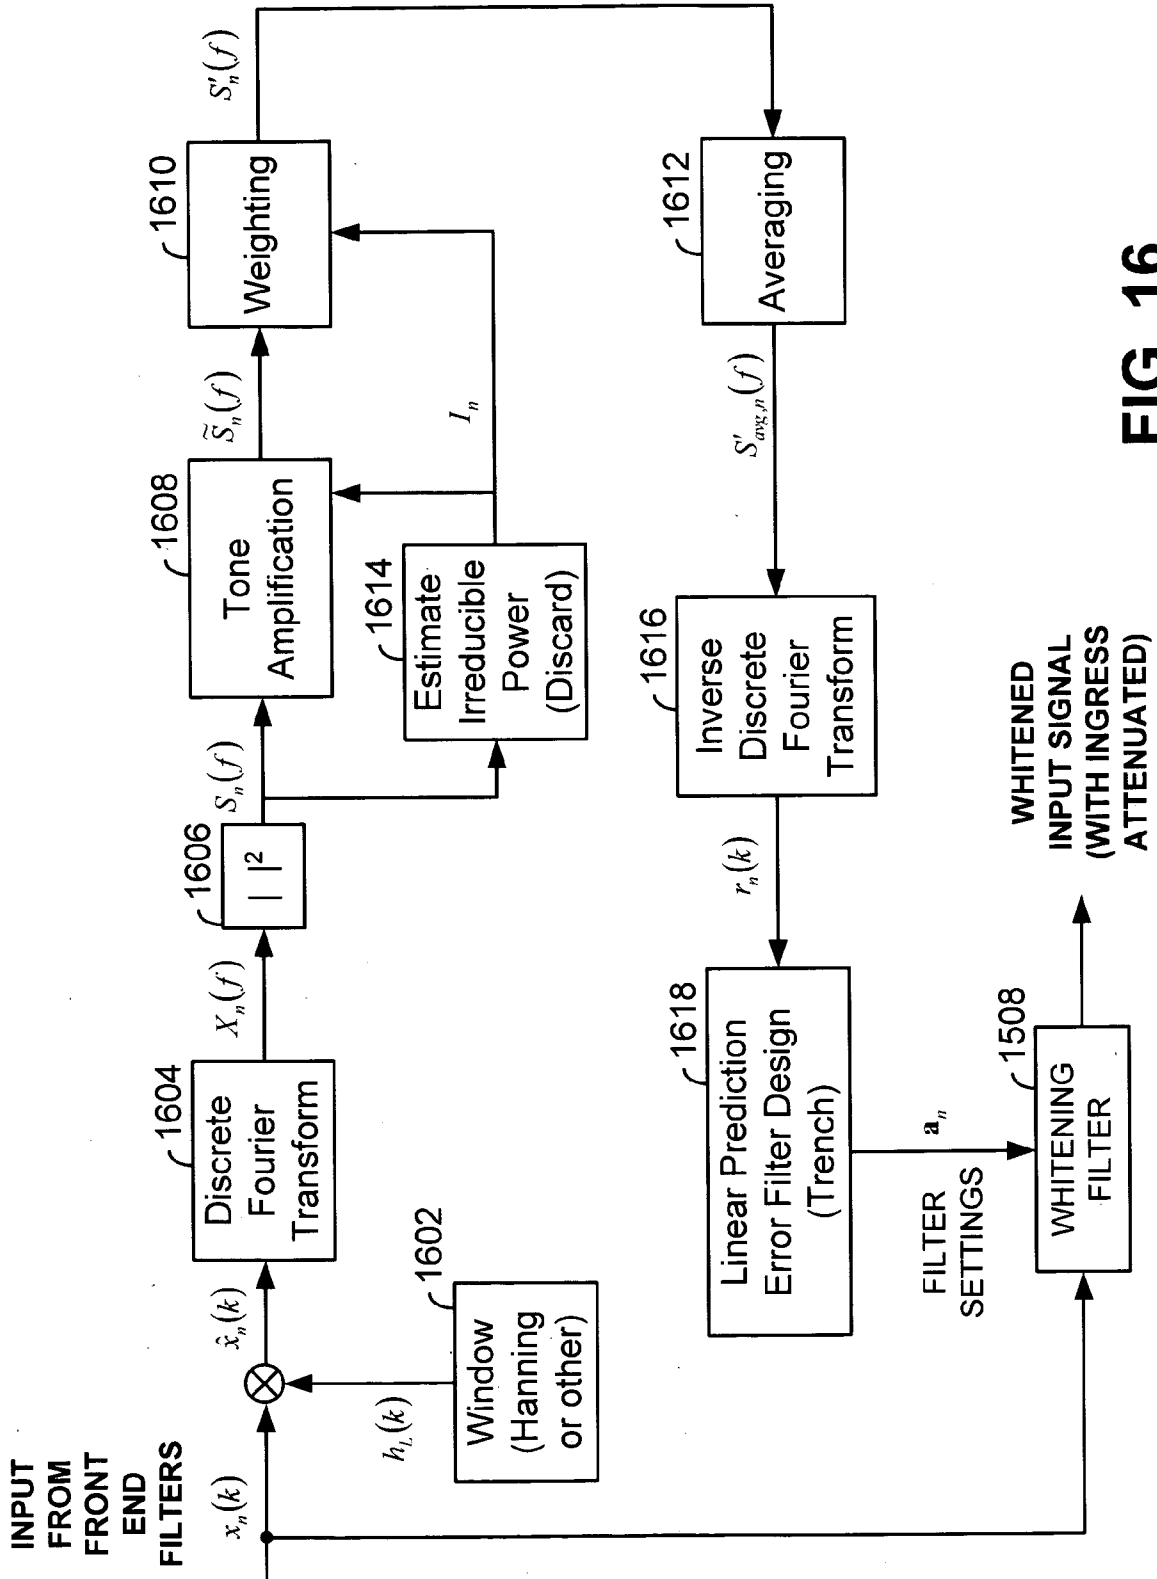 INPUT
FROM
FRONT
END
FILTERS
x_n(k)
x̂_n(k)
h_L(k)
1602
Window
(Hanning
or other)
1604
Discrete
Fourier
Transform
X_n(f)
1606
| |²
S_n(f)
1608
Tone
Amplification
S̃_n(f)
1610
Weighting
S'_n(f)
1614
Estimate
Irreducible
Power
(Discard)
I_n
1612
Averaging
S'_{avg,n}(f)
1616
Inverse
Discrete
Fourier
Transform
r_n(k)
1618
Linear Prediction
Error Filter Design
(Trench)
a_n
FILTER
SETTINGS
1508
WHITENING
FILTER
WHITENED
INPUT SIGNAL
(WITH INGRESS
ATTENUATED)
FIG 16